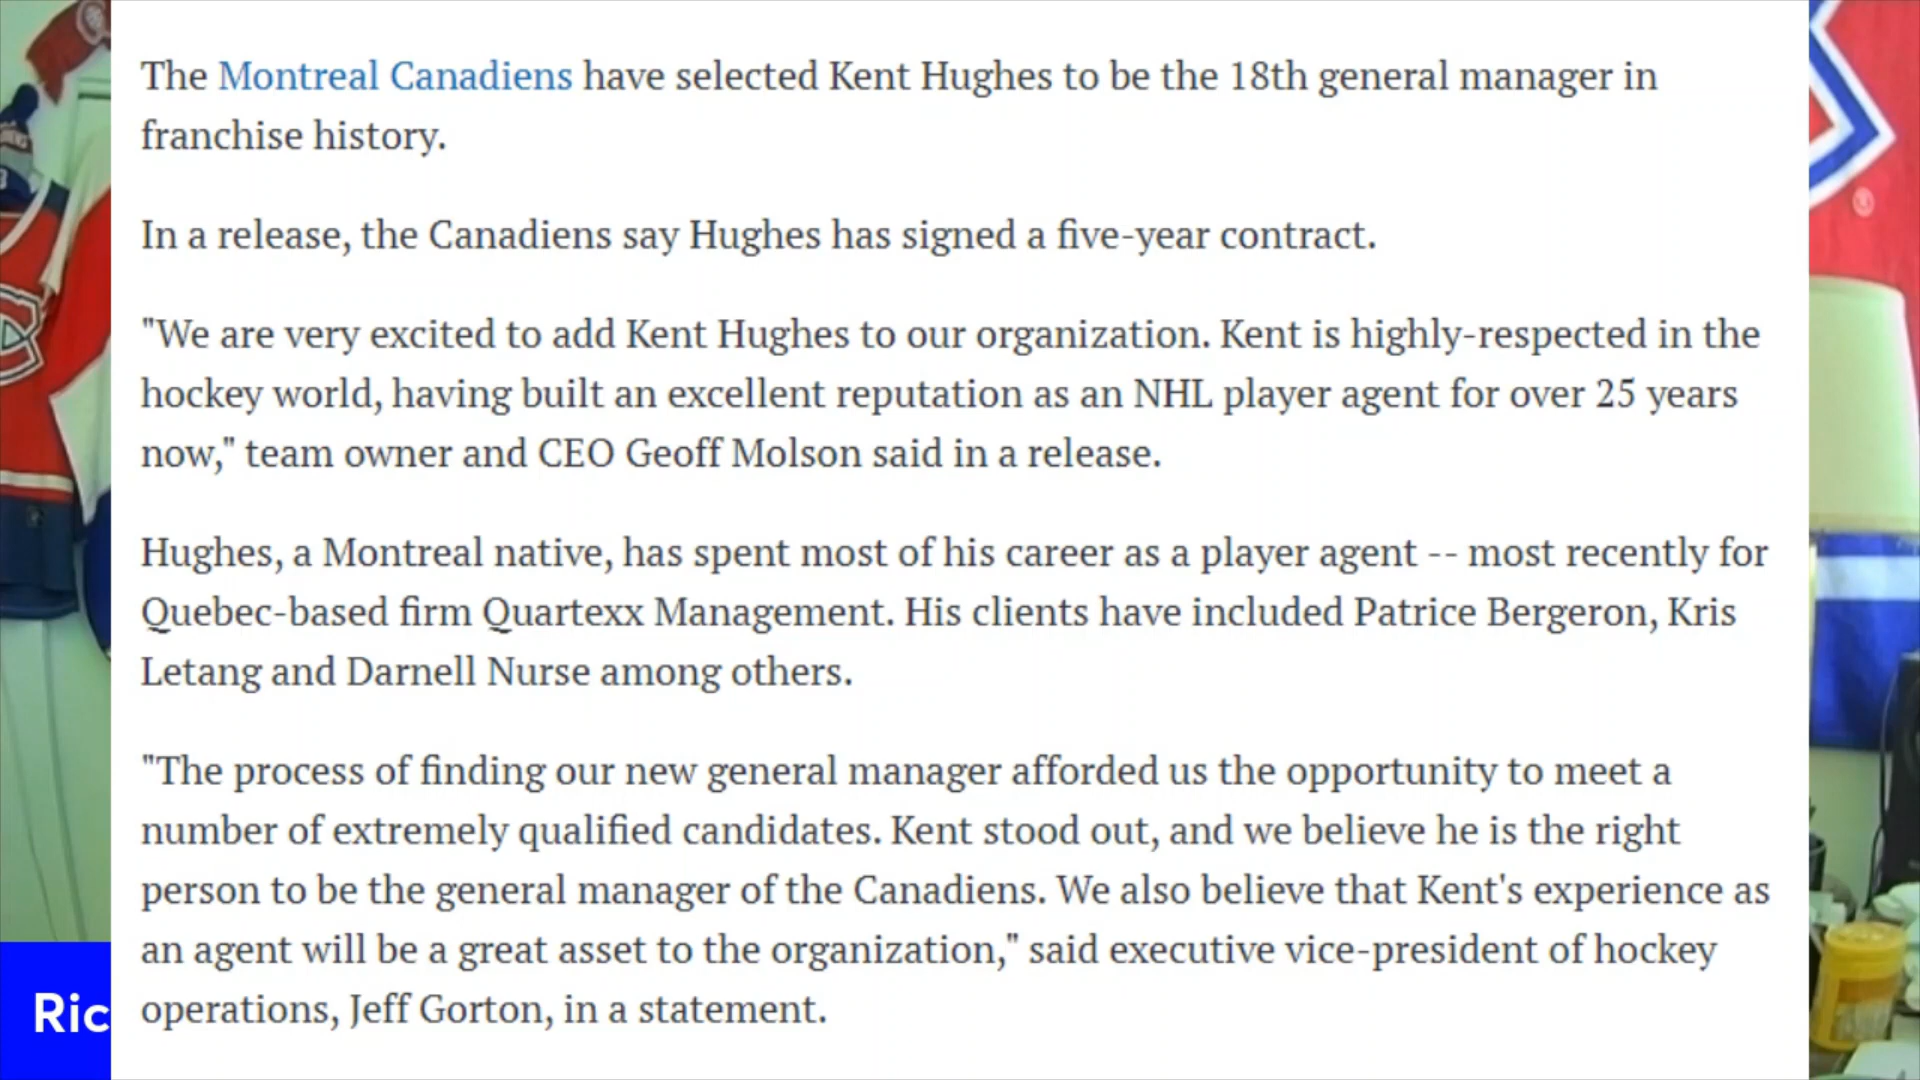 The Montreal Canadiens have selected Kent Hughes to be the 18th general manager in
franchise history.
In a release, the Canadiens say Hughes has signed a five-year contract.
"We are very excited to add Kent Hughes to our organization. Kent is highly-respected in the
hockey world, having built an excellent reputation as an NHL player agent for over 25 years
now," team owner and CEO Geoff Molson said in a release.
Hughes, a Montreal native, has spent most of his career as a player agent -- most recently for
Quebec-based firm Quartexx Management. His clients have included Patrice Bergeron, Kris
Letang and Darnell Nurse among others.
"The process of finding our new general manager afforded us the opportunity to meet a
number of extremely qualified candidates. Kent stood out, and we believe he is the right
person to be the general manager of the Canadiens. We also believe that Kent's experience as
an agent will be a great asset to the organization," said executive vice-president of hockey
operations, Jeff Gorton, in a statement.
Ric